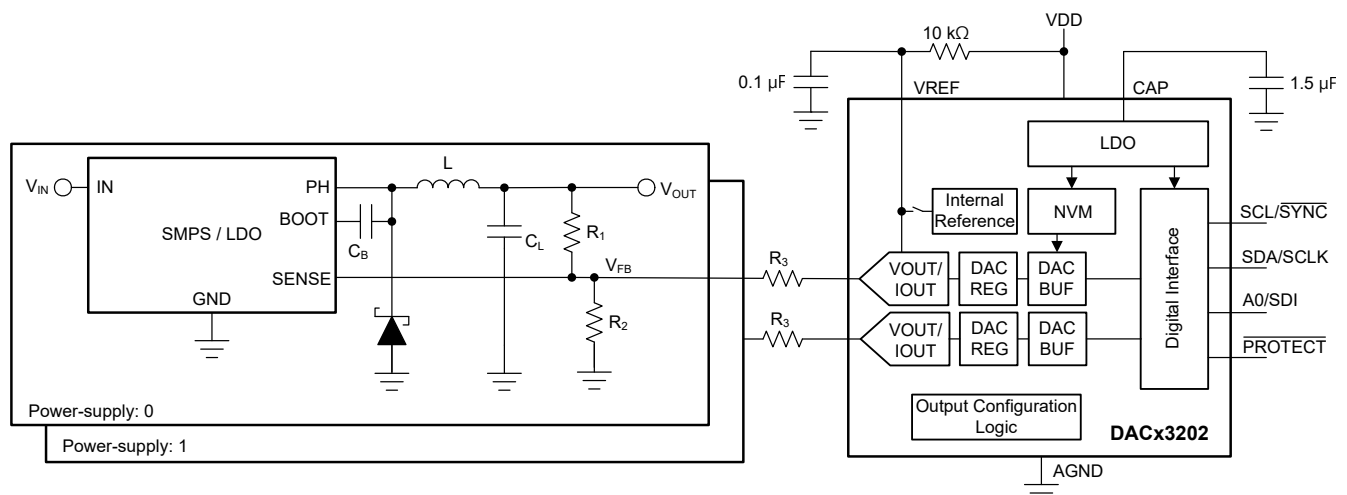 VDD
10 kΩ
0.1 µF
VREF
CAP
1.5 µF
LDO
L
VIN
IN
PH
VOUT
BOOT
SMPS / LDO
CB
CL
R1
SENSE
VFB
GND
R2
R3
R3
Internal
Reference
NVM
VOUT/
IOUT
DAC
REG
DAC
BUF
VOUT/
IOUT
DAC
REG
DAC
BUF
Digital Interface
SCL/SYNC
SDA/SCLK
A0/SDI
PROTECT
Output Configuration
Logic
DACx3202
AGND
Power-supply: 0
Power-supply: 1